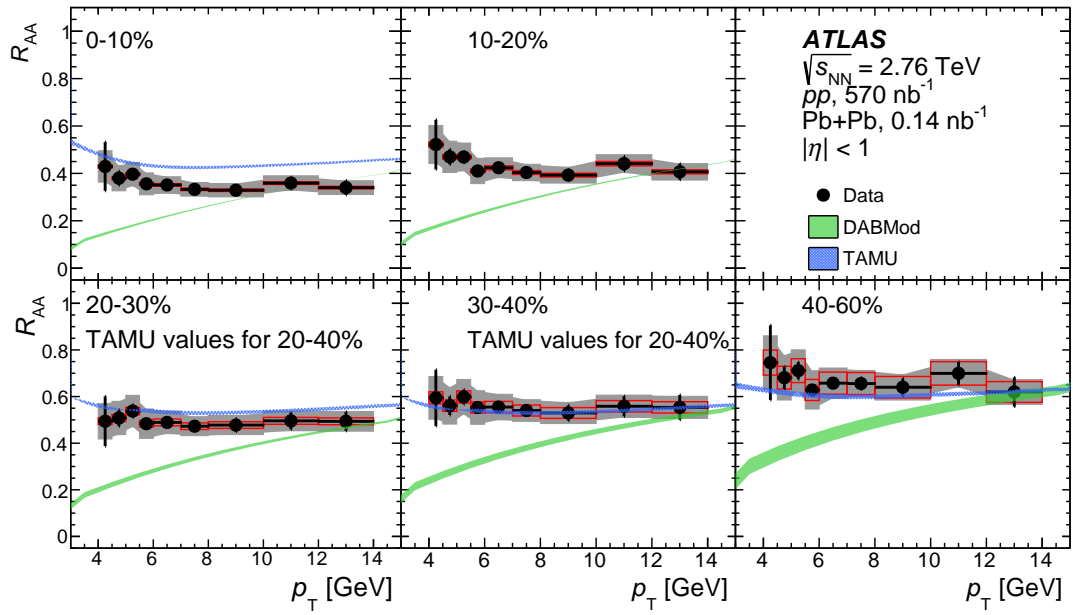 R_AA
1
0.8
0.6
0.4
0.2
0
0-10%
10-20%
ATLAS
√s_NN = 2.76 TeV
pp, 570 nb⁻¹
Pb+Pb, 0.14 nb⁻¹
|η| < 1
Data
DABMod
TAMU
R_AA
1
0.8
0.6
0.4
0.2
0
20-30%
TAMU values for 20-40%
30-40%
TAMU values for 20-40%
40-60%
4 6 8 10 12 14
4 6 8 10 12 14
4 6 8 10 12 14
p_T [GeV]
p_T [GeV]
p_T [GeV]